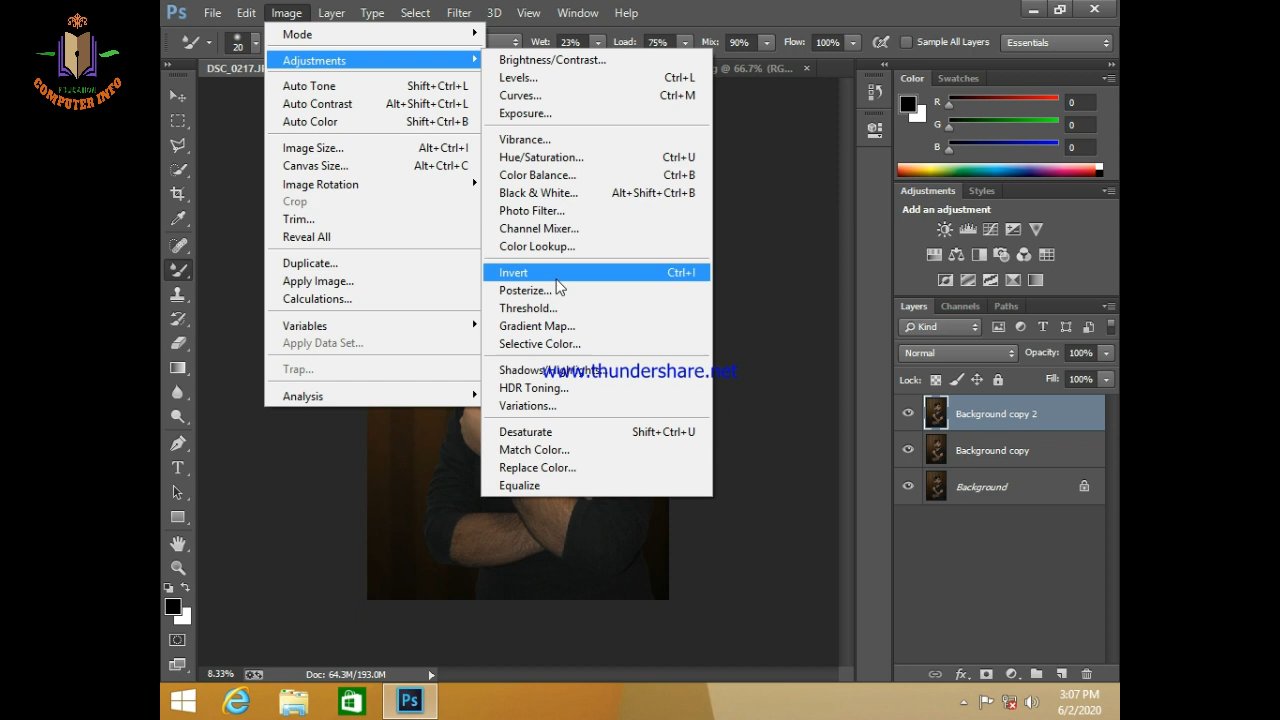 Ps File Edit Image Layer Type Select Filter 3D View Window Help
20 Wet: 23% Load: 75% Mix: 90% Flow: 100% Sample All Layers Essentials
DSC_0217.JP
g @ 66.7% (RG... ×
EDUCATION
COMPUTER INFO
Mode
Adjustments
Auto Tone Shift+Ctrl+L
Auto Contrast Alt+Shift+Ctrl+L
Auto Color Shift+Ctrl+B
Image Size... Alt+Ctrl+I
Canvas Size... Alt+Ctrl+C
Image Rotation
Crop
Trim...
Reveal All
Duplicate...
Apply Image...
Calculations...
Variables
Apply Data Set...
Trap...
Analysis
Brightness/Contrast...
Levels... Ctrl+L
Curves... Ctrl+M
Exposure...
Vibrance...
Hue/Saturation... Ctrl+U
Color Balance... Ctrl+B
Black & White... Alt+Shift+Ctrl+B
Photo Filter...
Channel Mixer...
Color Lookup...
Invert Ctrl+I
Posterize...
Threshold...
Gradient Map...
Selective Color...
Shadows/Highlights...
www.thundershare.net
HDR Toning...
Variations...
Desaturate Shift+Ctrl+U
Match Color...
Replace Color...
Equalize
Color Swatches
R 0
G 0
B 0
Adjustments Styles
Add an adjustment
Layers Channels Paths
Kind
Normal Opacity: 100%
Lock: Fill: 100%
Background copy 2
Background copy
Background
8.33% Doc: 64.3M/193.0M
fx
Ps
3:07 PM
6/2/2020